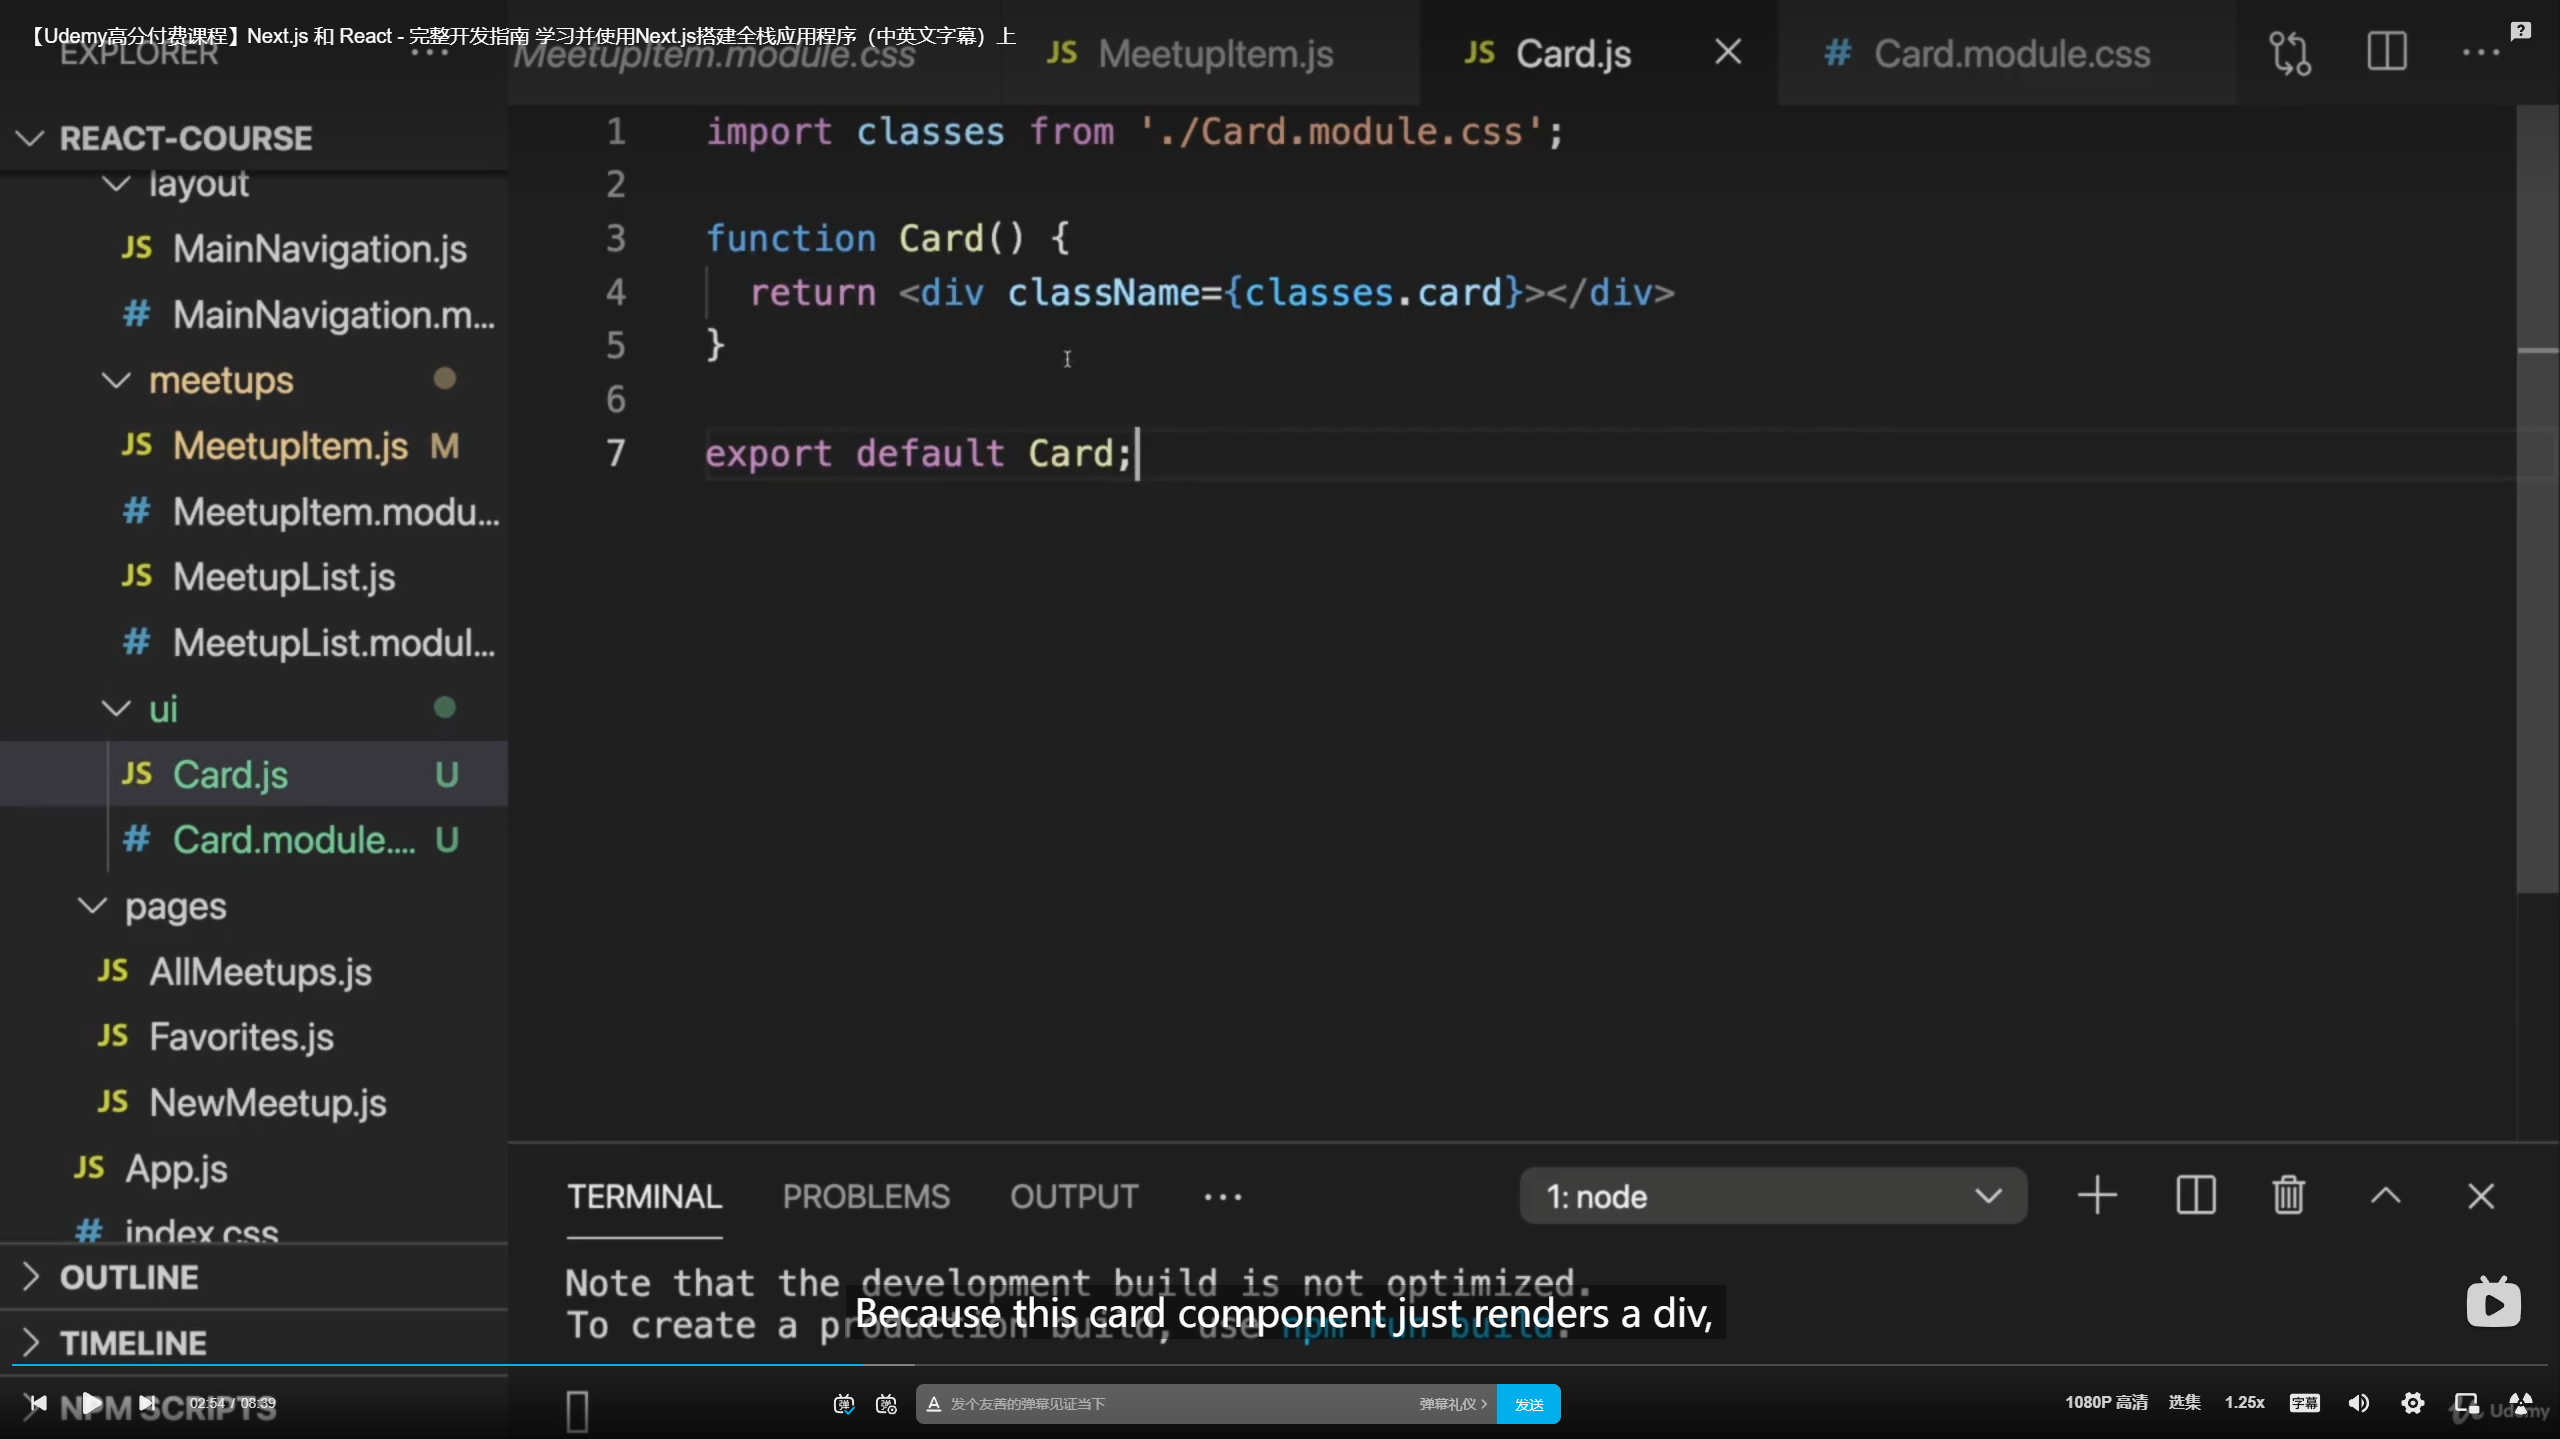 【Udemy高分付费课程】Next.js 和 React - 完整开发指南 学习并使用Next.js搭建全栈应用程序（中英文字幕）上
EXPLORER ···
MeetupItem.module.css
JS MeetupItem.js
JS Card.js
# Card.module.css
REACT-COURSE
layout
JS MainNavigation.js
# MainNavigation.m...
meetups
JS MeetupItem.js M
# MeetupItem.modu...
JS MeetupList.js
# MeetupList.modul...
ui
JS Card.js U
# Card.module.... U
pages
JS AllMeetups.js
JS Favorites.js
JS NewMeetup.js
JS App.js
# index.css
OUTLINE
TIMELINE
NPM SCRIPTS
1 import classes from './Card.module.css';
2
3 function Card() {
4 return <div className={classes.card}></div>
5 }
6
7 export default Card;
TERMINAL PROBLEMS OUTPUT ···
1: node
Note that the development build is not optimized.
To create a production build, use npm run build.
Because this card component just renders a div,
02:54 / 08:39
弹
弹
A 发个友善的弹幕见证当下
弹幕礼仪 >
发送
1080P 高清
选集
1.25x
字幕
Udemy